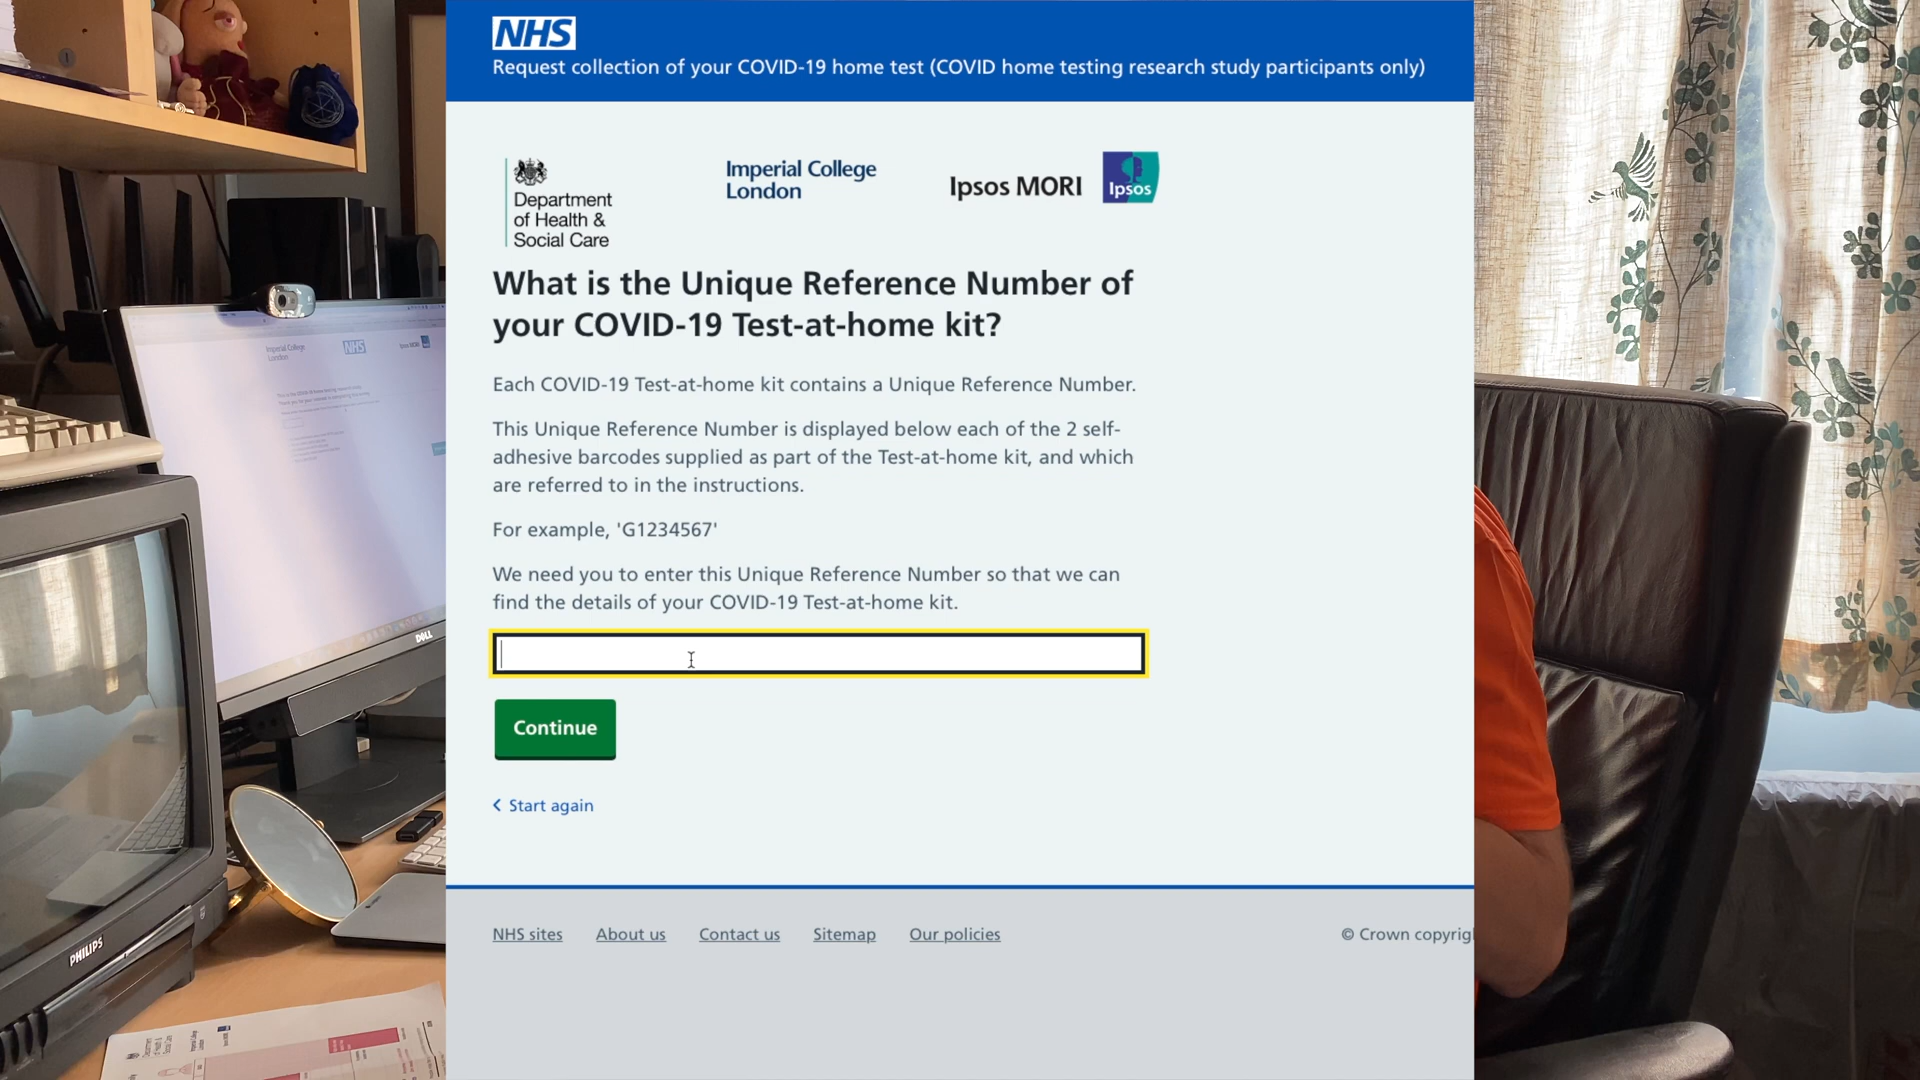 NHS
Request collection of your COVID-19 home test (COVID home testing research study participants only)
Department
of Health &
Social Care
Imperial College
London
Ipsos MORI
Ipsos
What is the Unique Reference Number of
your COVID-19 Test-at-home kit?
Each COVID-19 Test-at-home kit contains a Unique Reference Number.
This Unique Reference Number is displayed below each of the 2 self-
adhesive barcodes supplied as part of the Test-at-home kit, and which
are referred to in the instructions.
For example, 'G1234567'
We need you to enter this Unique Reference Number so that we can
find the details of your COVID-19 Test-at-home kit.
Continue
Start again
NHS sites
About us
Contact us
Sitemap
Our policies
© Crown copyrig
Imperial College
London
NHS
Ipsos MORI
DELL
PHILIPS